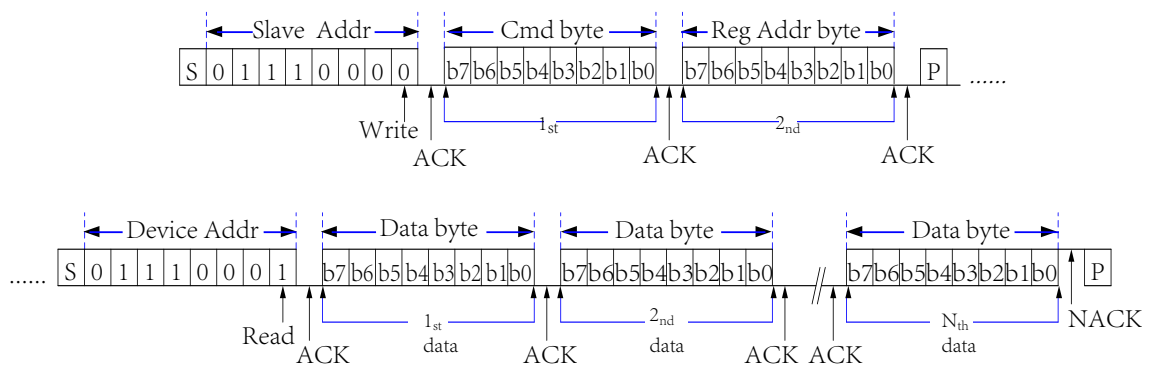 Slave Addr Cmd byte Reg Addr byte
S 0 1 1 1 0 0 0 0 b7 b6 b5 b4 b3 b2 b1 b0 b7 b6 b5 b4 b3 b2 b1 b0 P ......
Write 1st 2nd
ACK ACK ACK
Device Addr Data byte Data byte Data byte
...... S 0 1 1 1 0 0 0 1 b7 b6 b5 b4 b3 b2 b1 b0 b7 b6 b5 b4 b3 b2 b1 b0 // b7 b6 b5 b4 b3 b2 b1 b0 P
Read 1st 2nd Nth NACK
ACK data ACK data ACK ACK data